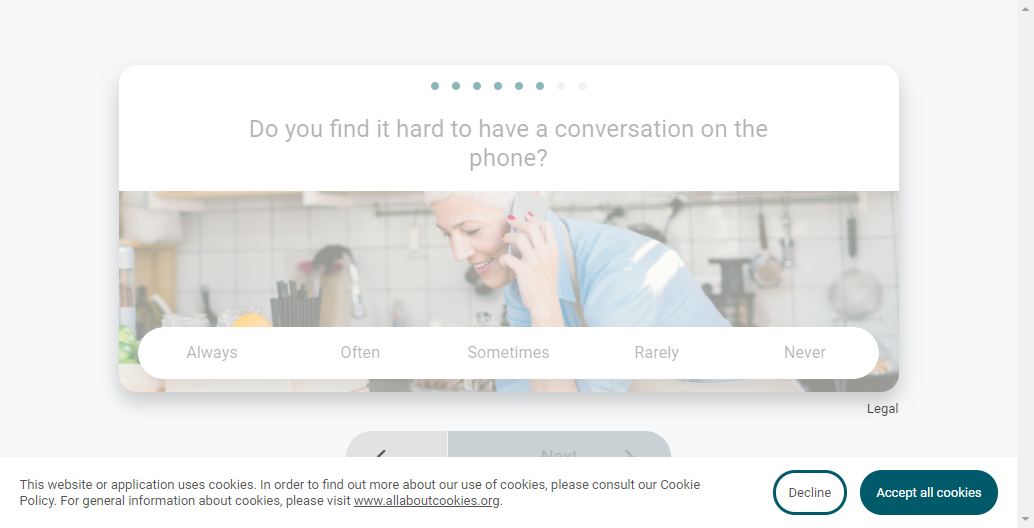 Do you find it hard to have a conversation on the
phone?
Always Often Sometimes Rarely Never
Legal
Next
This website or application uses cookies. In order to find out more about our use of cookies, please consult our Cookie
Policy. For general information about cookies, please visit www.allaboutcookies.org.
Decline
Accept all cookies